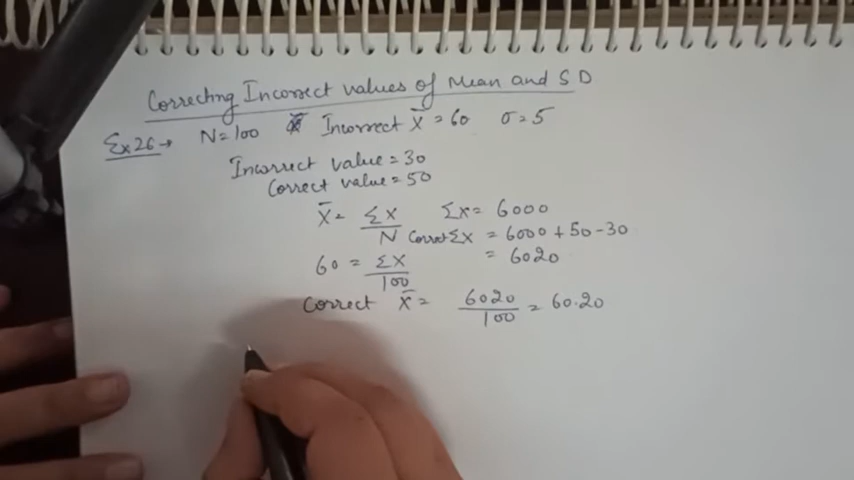 Correcting Incorrect values of Mean and SD
Ex 26→ N=100 Incorrect X̄ = 60 σ=5
Incorrect value = 30
Correct value = 50
X̄ = ΣX/N ΣX = 6000
Correct ΣX = 6000 + 50 - 30
60 = ΣX/100 = 6020
Correct X̄ = 6020/100 = 60.20